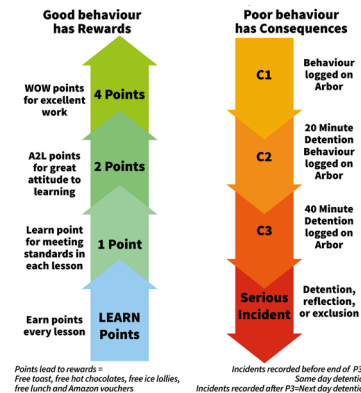 Good behaviour
has Rewards
WOW points
for excellent
work
4 Points
A2L points
for great
attitude to
learning
2 Points
Learn point
for meeting
standards in
each lesson
1 Point
Earn points
every lesson
LEARN
Points
Points lead to rewards =
Free toast, free hot chocolates, free ice lollies,
free lunch and Amazon vouchers
Poor behaviour
has Consequences
C1
Behaviour
logged on
Arbor
C2
20 Minute
Detention
Behaviour
logged on
Arbor
C3
40 Minute
Detention
logged on
Arbor
Serious
Incident
Detention,
reflection,
or exclusion
Incidents recorded before end of P3
Same day detenti
Incidents recorded after P3=Next day detenti